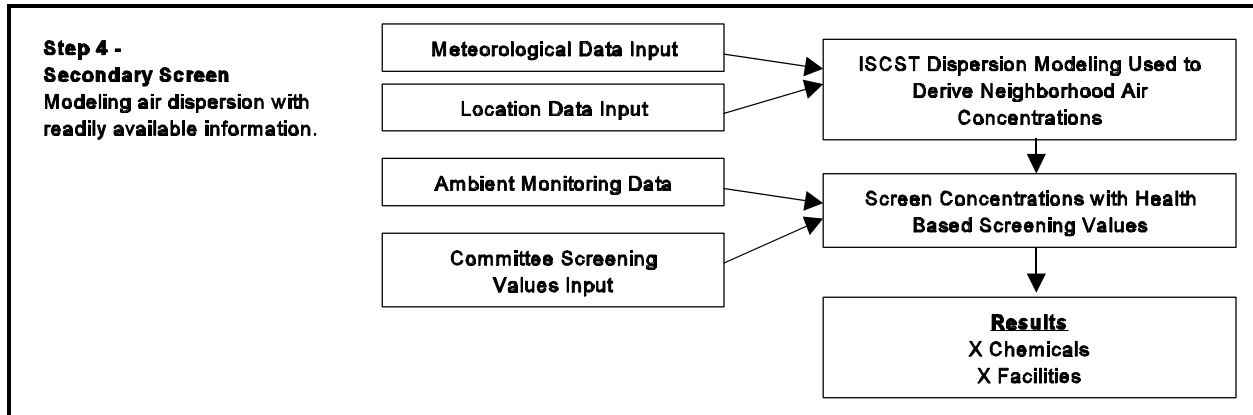 Step 4 -
Secondary Screen
Modeling air dispersion with
readily available information.
Meteorological Data Input
Location Data Input
Ambient Monitoring Data
Committee Screening
Values Input
ISCST Dispersion Modeling Used to
Derive Neighborhood Air
Concentrations
Screen Concentrations with Health
Based Screening Values
Results
X Chemicals
X Facilities